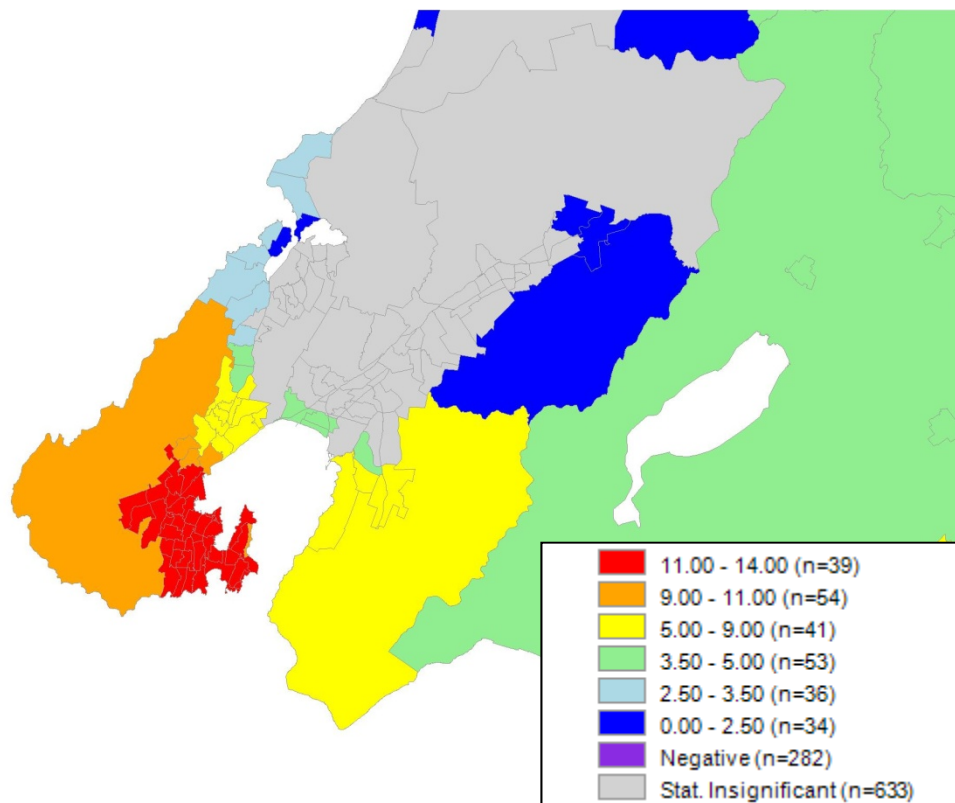 11.00 - 14.00 (n=39)
9.00 - 11.00 (n=54)
5.00 - 9.00 (n=41)
3.50 - 5.00 (n=53)
2.50 - 3.50 (n=36)
0.00 - 2.50 (n=34)
Negative (n=282)
Stat. Insignificant (n=633)